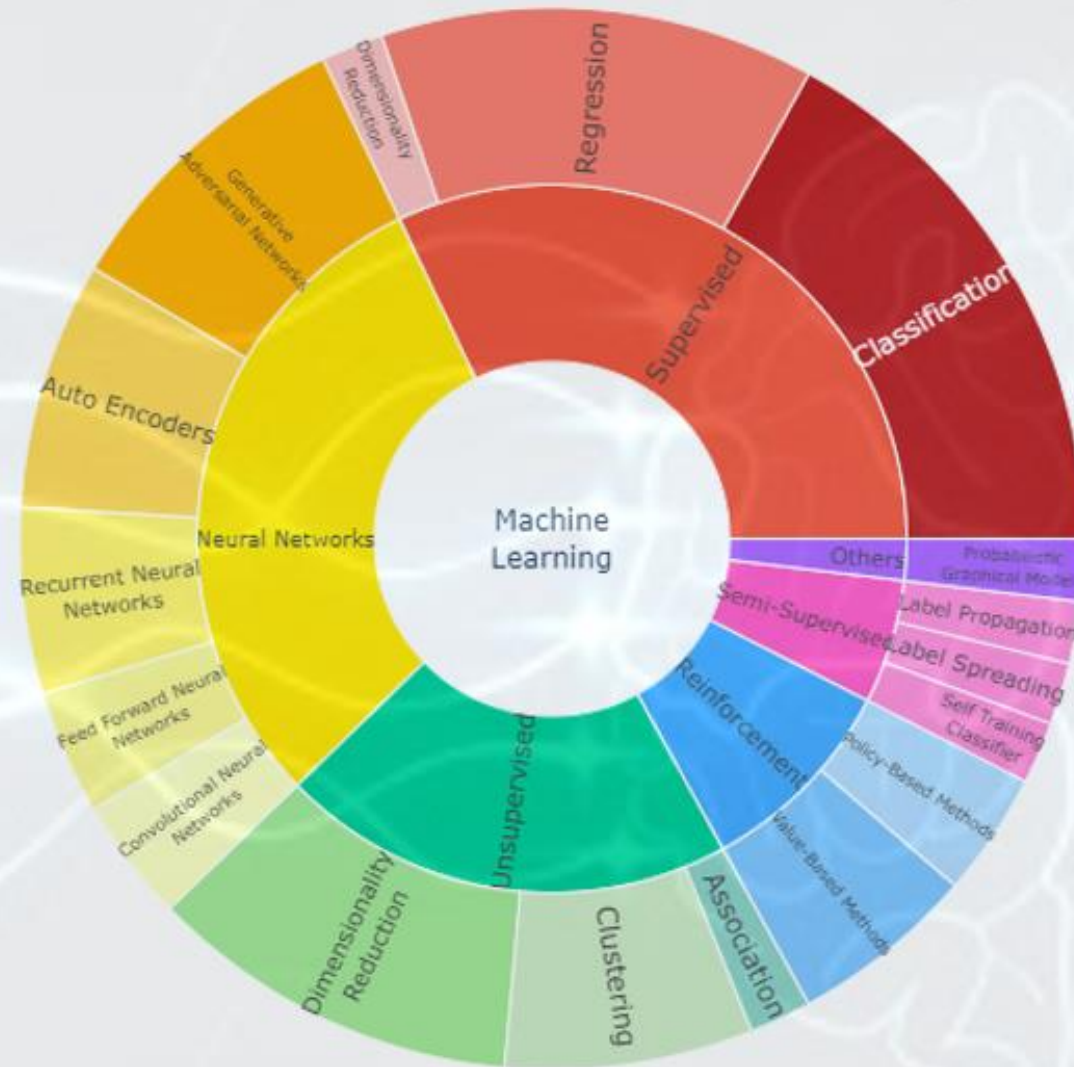 Machine
Learning
Supervised
Classification
Regression
Dimensionality
Reduction
Neural Networks
Generative
Adversarial Networks
Auto Encoders
Recurrent Neural
Networks
Feed Forward Neural
Networks
Convolutional Neural
Networks
Unsupervised
Dimensionality
Reduction
Clustering
Association
Reinforcement
Value-Based Methods
Policy-Based Methods
Semi-Supervised
Self Training
Classifier
Label Spreading
Label Propagation
Others
Probabilistic
Graphical Model